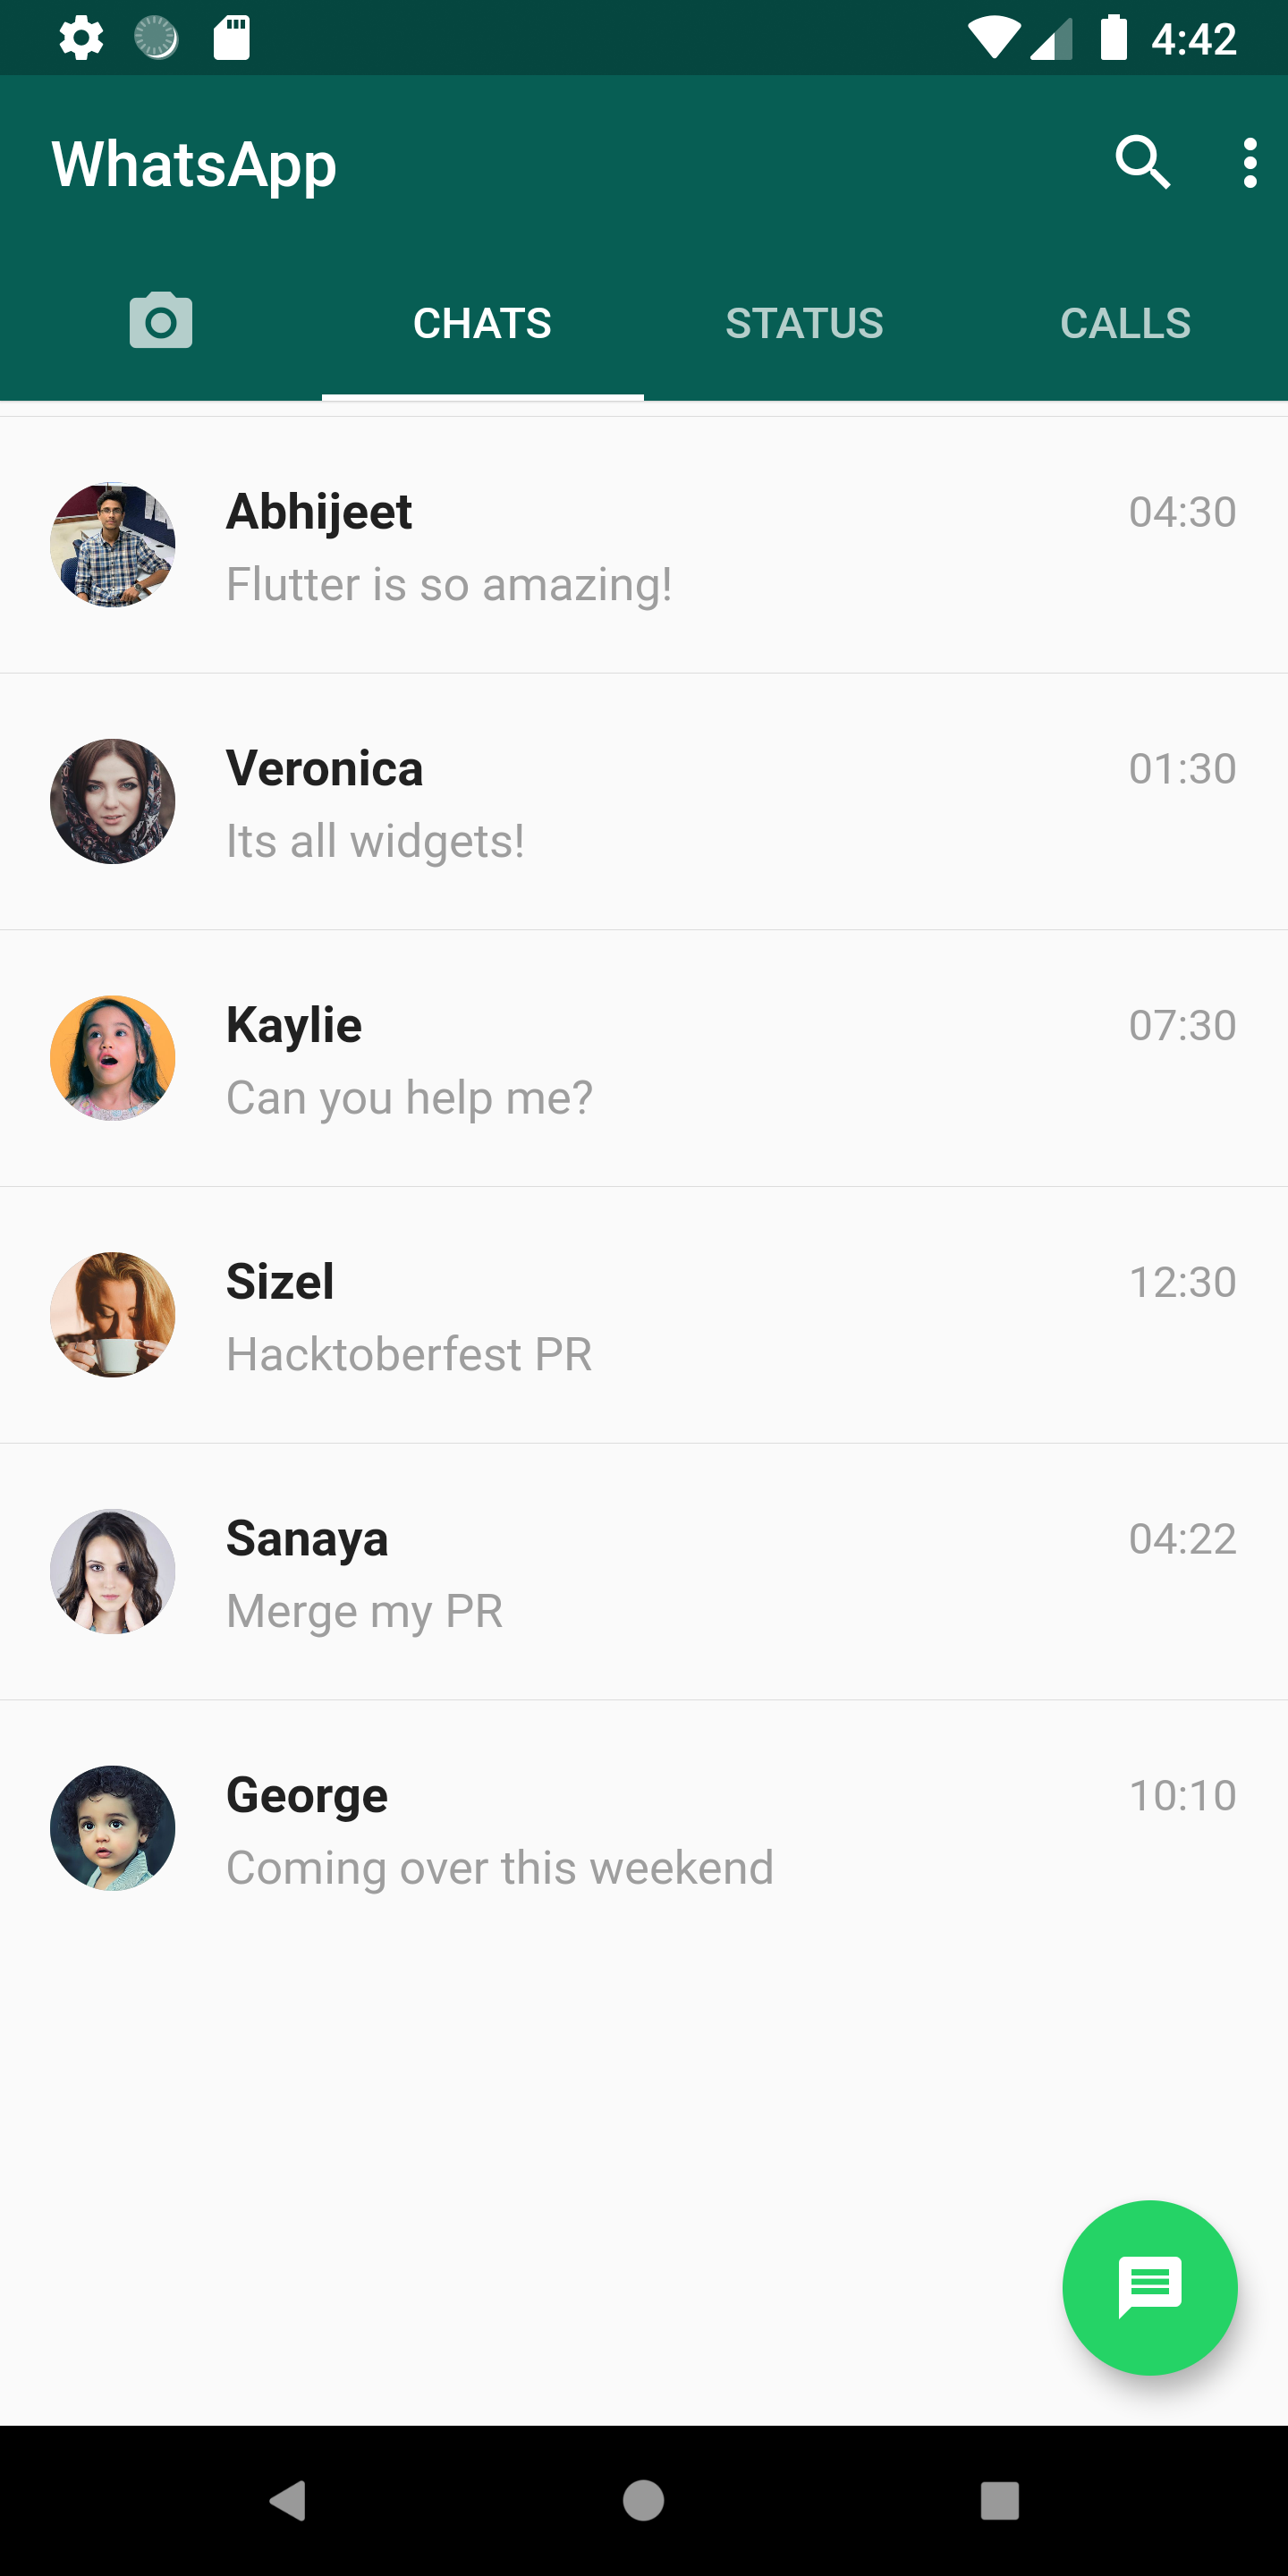 4:42
WhatsApp
CHATS STATUS CALLS
Abhijeet 04:30
Flutter is so amazing!
Veronica 01:30
Its all widgets!
Kaylie 07:30
Can you help me?
Sizel 12:30
Hacktoberfest PR
Sanaya 04:22
Merge my PR
George 10:10
Coming over this weekend